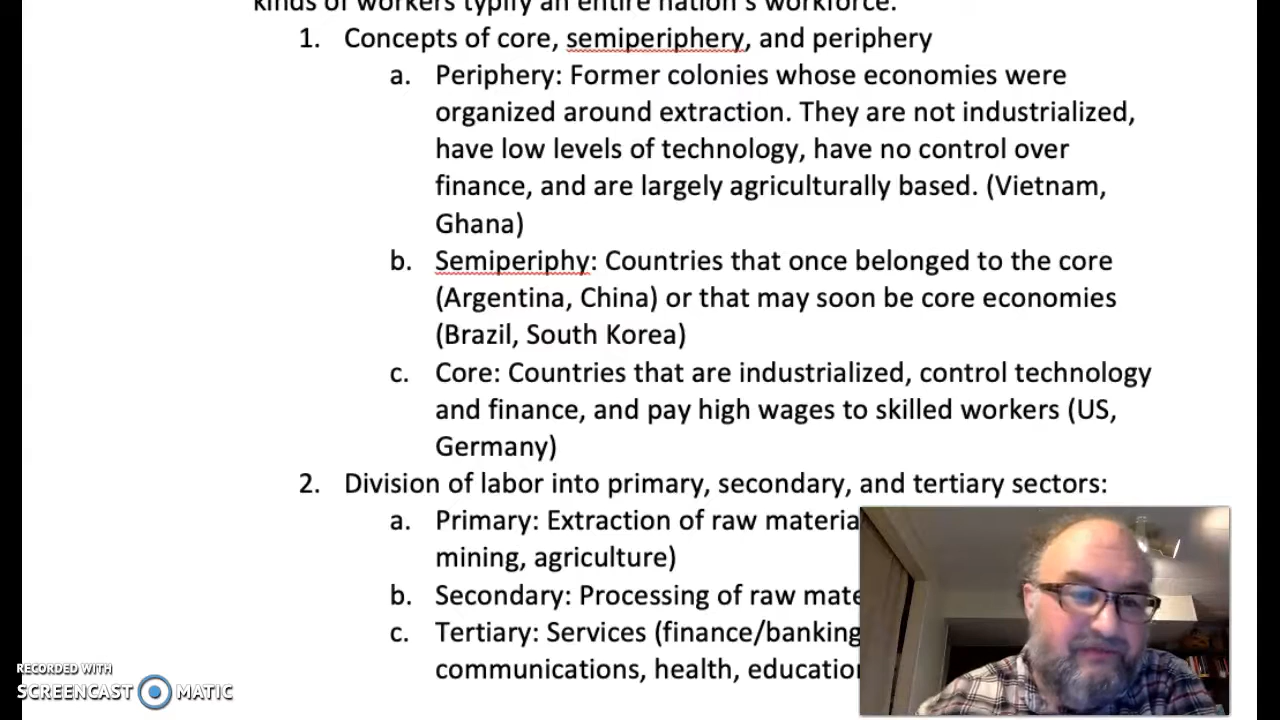 kinds of workers typify an entire nation's workforce.
1. Concepts of core, semiperiphery, and periphery
a. Periphery: Former colonies whose economies were
organized around extraction. They are not industrialized,
have low levels of technology, have no control over
finance, and are largely agriculturally based. (Vietnam,
Ghana)
b. Semiperiphy: Countries that once belonged to the core
(Argentina, China) or that may soon be core economies
(Brazil, South Korea)
c. Core: Countries that are industrialized, control technology
and finance, and pay high wages to skilled workers (US,
Germany)
2. Division of labor into primary, secondary, and tertiary sectors:
a. Primary: Extraction of raw
mining, agriculture)
b. Secondary: Processing of raw
c. Tertiary: Services (finance/banking
communications, health,
RECORDED WITH
SCREENCAST MATIC